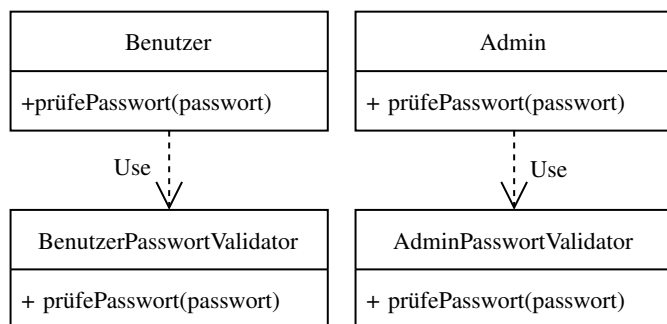 Benutzer
+prüfePasswort(passwort)
Use
BenutzerPasswortValidator
+ prüfePasswort(passwort)
Admin
+ prüfePasswort(passwort)
Use
AdminPasswortValidator
+ prüfePasswort(passwort)